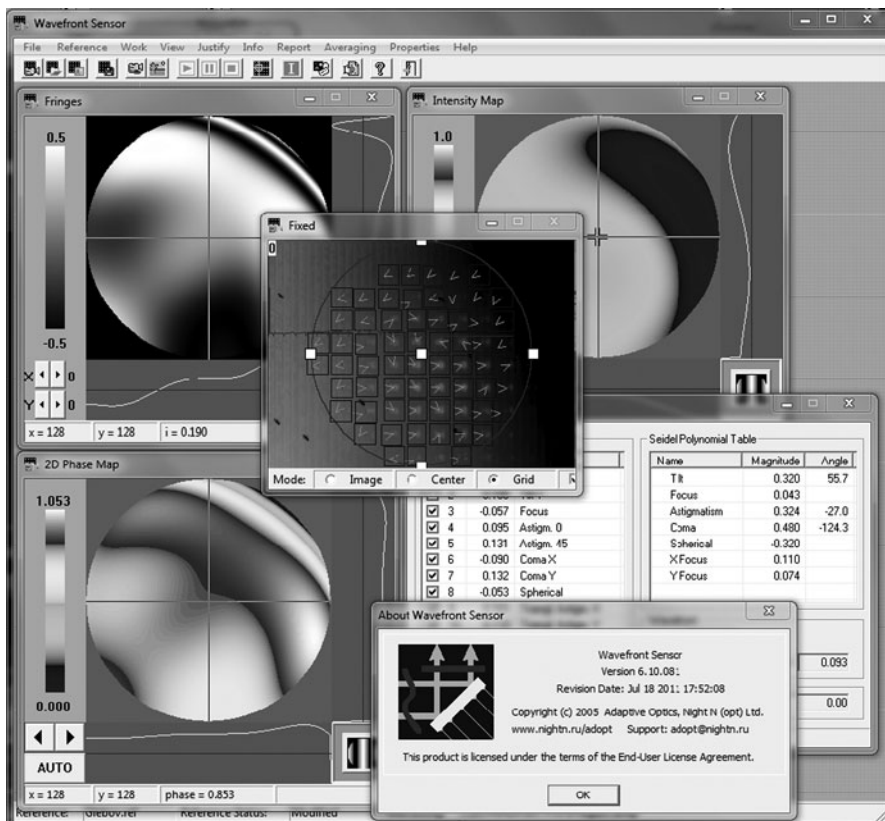 Wavefront Sensor
File Reference Work View Justify Info Report Averaging Properties Help
Fringes
0.5
-0.5
X 0
Y 0
x = 128 y = 128 i = 0.190
Intensity Map
1.0
Fixed
0
Mode: Image Center Grid
2D Phase Map
1.053
0.000
AUTO
x = 128 y = 128 phase = 0.853
3 -0.057 Focus
4 0.095 Astigm. 0
5 0.131 Astigm. 45
6 -0.090 Coma X
7 0.132 Coma Y
8 -0.053 Spherical
Seidel Polynomial Table
Name Magnitude Angle
Tilt 0.320 55.7
Focus 0.043
Astigmatism 0.324 -27.0
Coma 0.480 -124.3
Spherical -0.320
X Focus 0.110
Y Focus 0.074
0.093
0.00
About Wavefront Sensor
Wavefront Sensor
Version 6.10.081
Revision Date: Jul 18 2011 17:52:08
Copyright (c) 2005 Adaptive Optics, Night N (opt) Ltd.
www.nightn.ru/adopt Support: adopt@nightn.ru
This product is licensed under the terms of the End-User License Agreement.
OK
Reference: Glebov.ref Reference Status: Modified